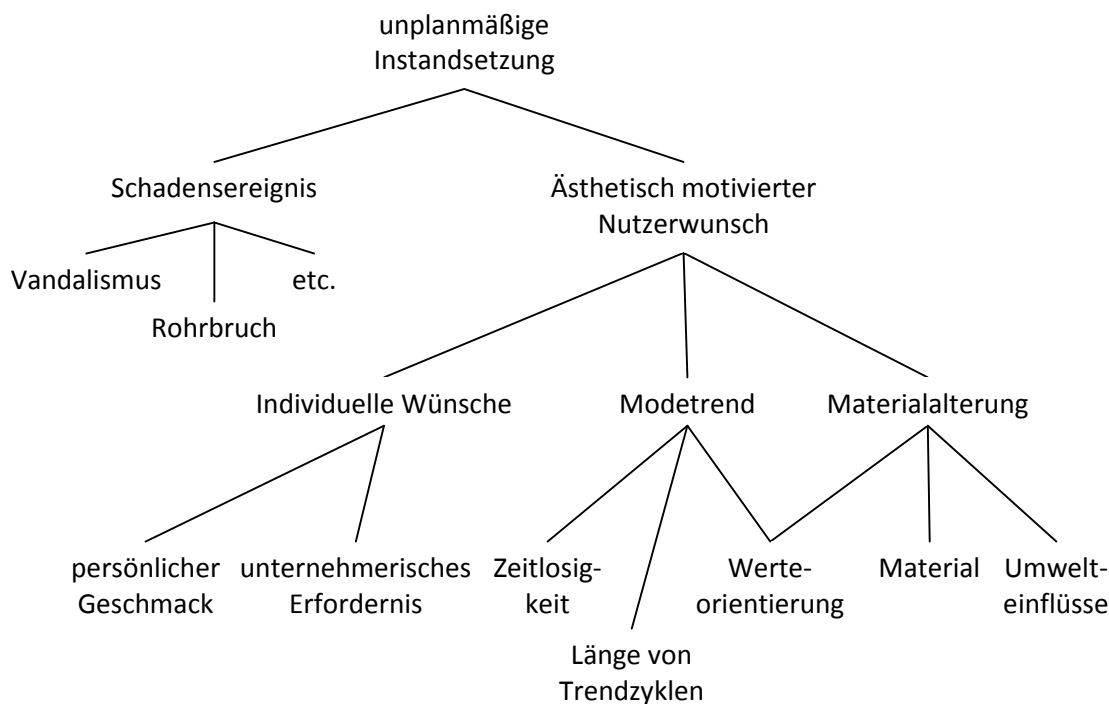 unplanmäßige
Instandsetzung
Schadensereignis
Ästhetisch motivierter
Nutzerwunsch
Vandalismus
etc.
Rohrbruch
Individuelle Wünsche
Modetrend
Materialalterung
persönlicher
Geschmack
unternehmerisches
Erfordernis
Zeitlosig-
keit
Werte-
orientierung
Material
Umwelt-
einflüsse
Länge von
Trendzyklen